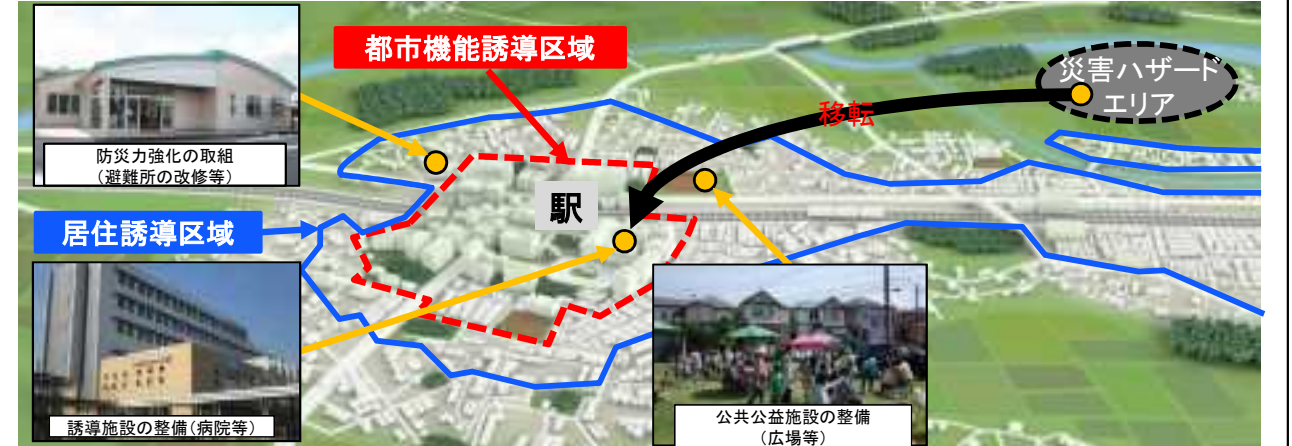 都市機能誘導区域
災害ハザード
エリア
移転
防災力強化の取組
（避難所の改修等）
駅
居住誘導区域
誘導施設の整備（病院等）
公共公益施設の整備
（広場等）